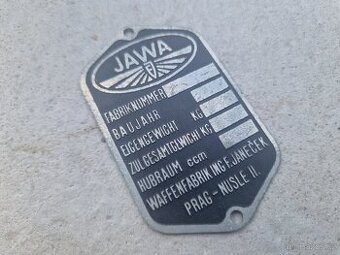 JAWA
FABRIKNUMMER
BAUJAHR
EIGENGEWICHT KG
ZUL.GESAMTGEWICHT KG
HUBRAUM ccm
WAFFENFABRIK ING.F. JANEČEK
PRAG - NUSLE II.